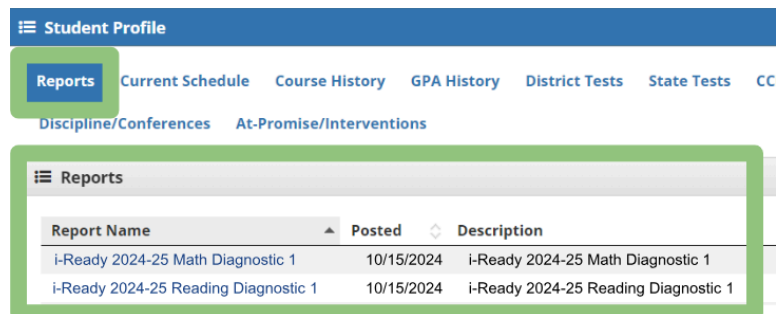 Student Profile
Reports Current Schedule Course History GPA History District Tests State Tests CC
Discipline/Conferences At-Promise/Interventions
Reports
Report Name Posted Description
i-Ready 2024-25 Math Diagnostic 1 10/15/2024 i-Ready 2024-25 Math Diagnostic 1
i-Ready 2024-25 Reading Diagnostic 1 10/15/2024 i-Ready 2024-25 Reading Diagnostic 1